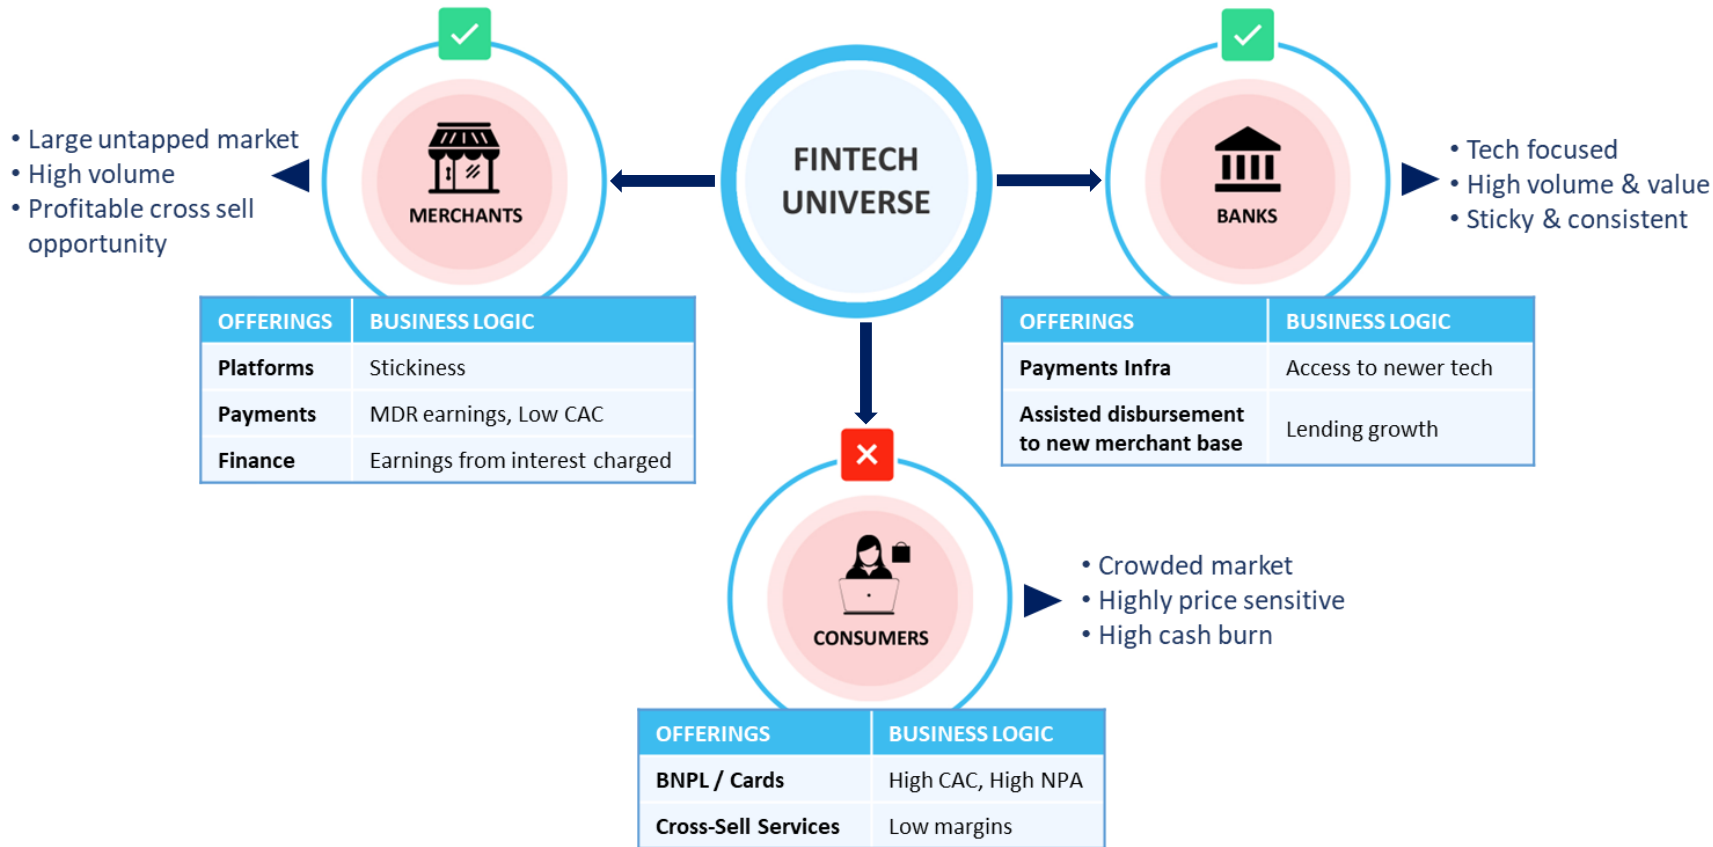 FINTECH
UNIVERSE
• Large untapped market
• High volume
• Profitable cross sell
opportunity
MERCHANTS
OFFERINGS BUSINESS LOGIC
Platforms Stickiness
Payments MDR earnings, Low CAC
Finance Earnings from interest charged
BANKS
• Tech focused
• High volume & value
• Sticky & consistent
OFFERINGS BUSINESS LOGIC
Payments Infra Access to newer tech
Assisted disbursement
to new merchant base Lending growth
CONSUMERS
• Crowded market
• Highly price sensitive
• High cash burn
OFFERINGS BUSINESS LOGIC
BNPL / Cards High CAC, High NPA
Cross-Sell Services Low margins